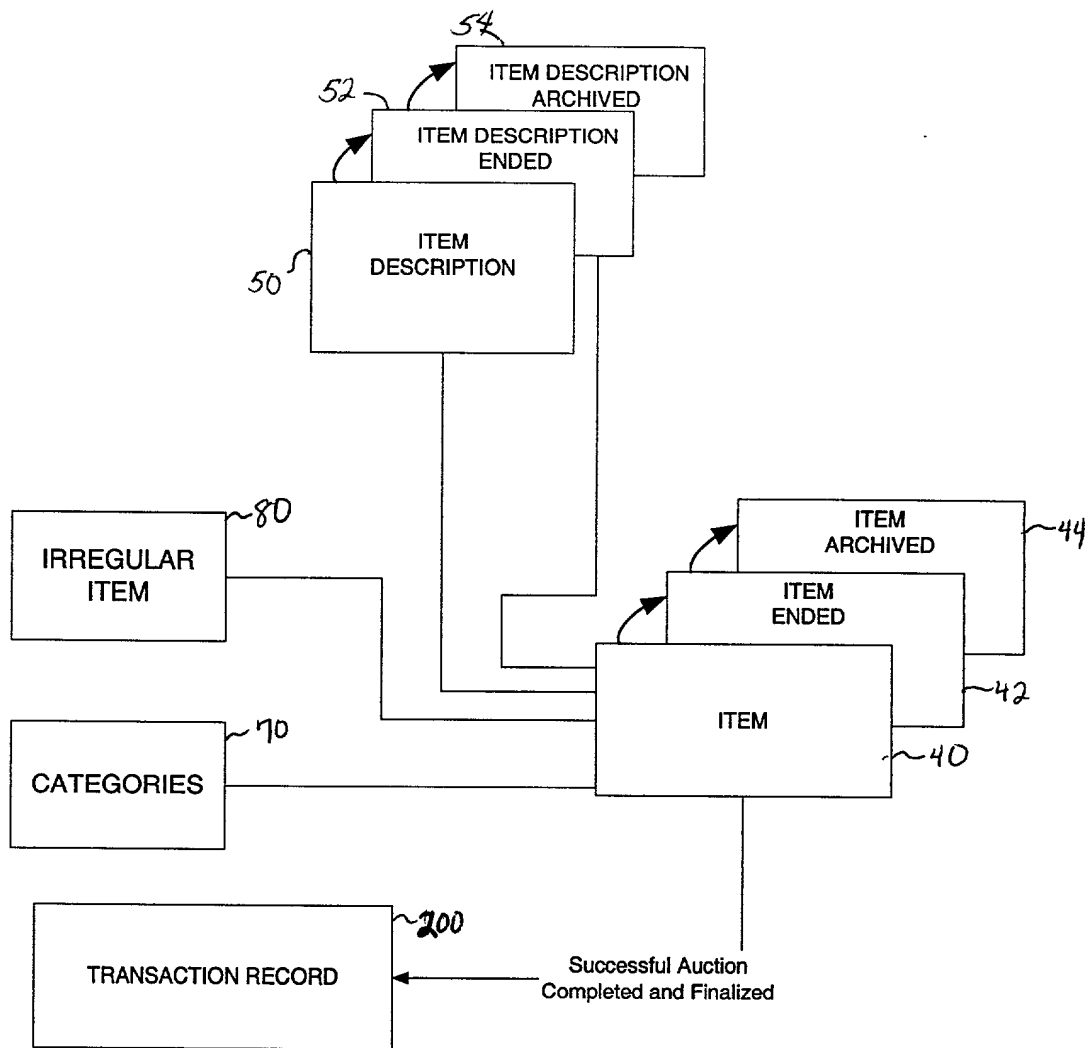 54
ITEM DESCRIPTION
ARCHIVED
52
ITEM DESCRIPTION
ENDED
ITEM
DESCRIPTION
50
80
IRREGULAR
ITEM
ITEM
ARCHIVED
44
ITEM
ENDED
42
70
CATEGORIES
ITEM
40
200
TRANSACTION RECORD
Successful Auction
Completed and Finalized